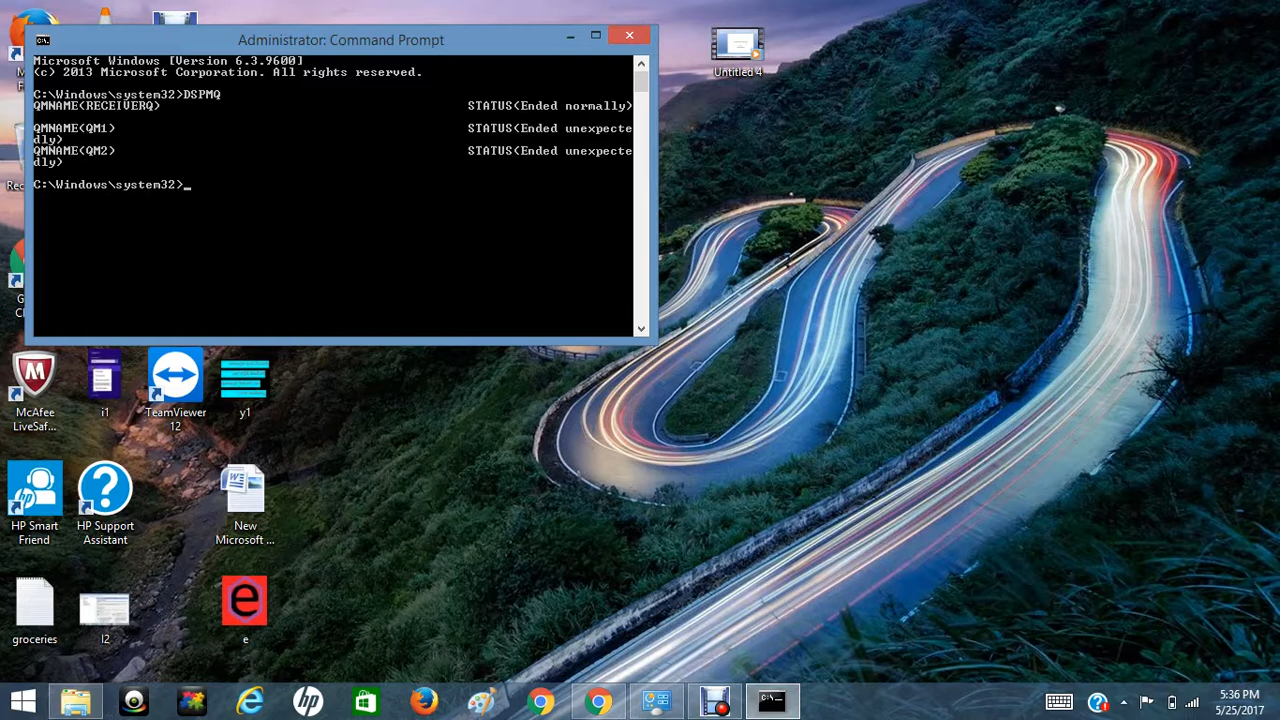 Administrator: Command Prompt
Microsoft Windows [Version 6.3.9600]
(c) 2013 Microsoft Corporation. All rights reserved.
C:\Windows\system32>DSPMQ
QMNAME(RECEIVERQ) STATUS(Ended normally)
QMNAME(QM1) STATUS(Ended unexpecte
dly)
QMNAME(QM2) STATUS(Ended unexpecte
dly)
C:\Windows\system32>_
Untitled 4
McAfee
LiveSaf...
i1
TeamViewer
12
y1
HP Smart
Friend
HP Support
Assistant
New
Microsoft ...
groceries
e
5:36 PM
5/25/2017